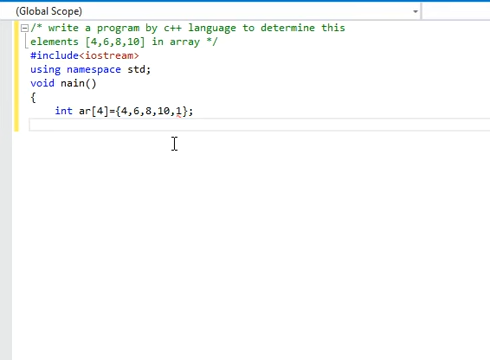 (Global Scope)
/* write a program by c++ language to determine this
elements [4,6,8,10] in array */
#include<iostream>
using namespace std;
void nain()
{
int ar[4]={4,6,8,10,1};